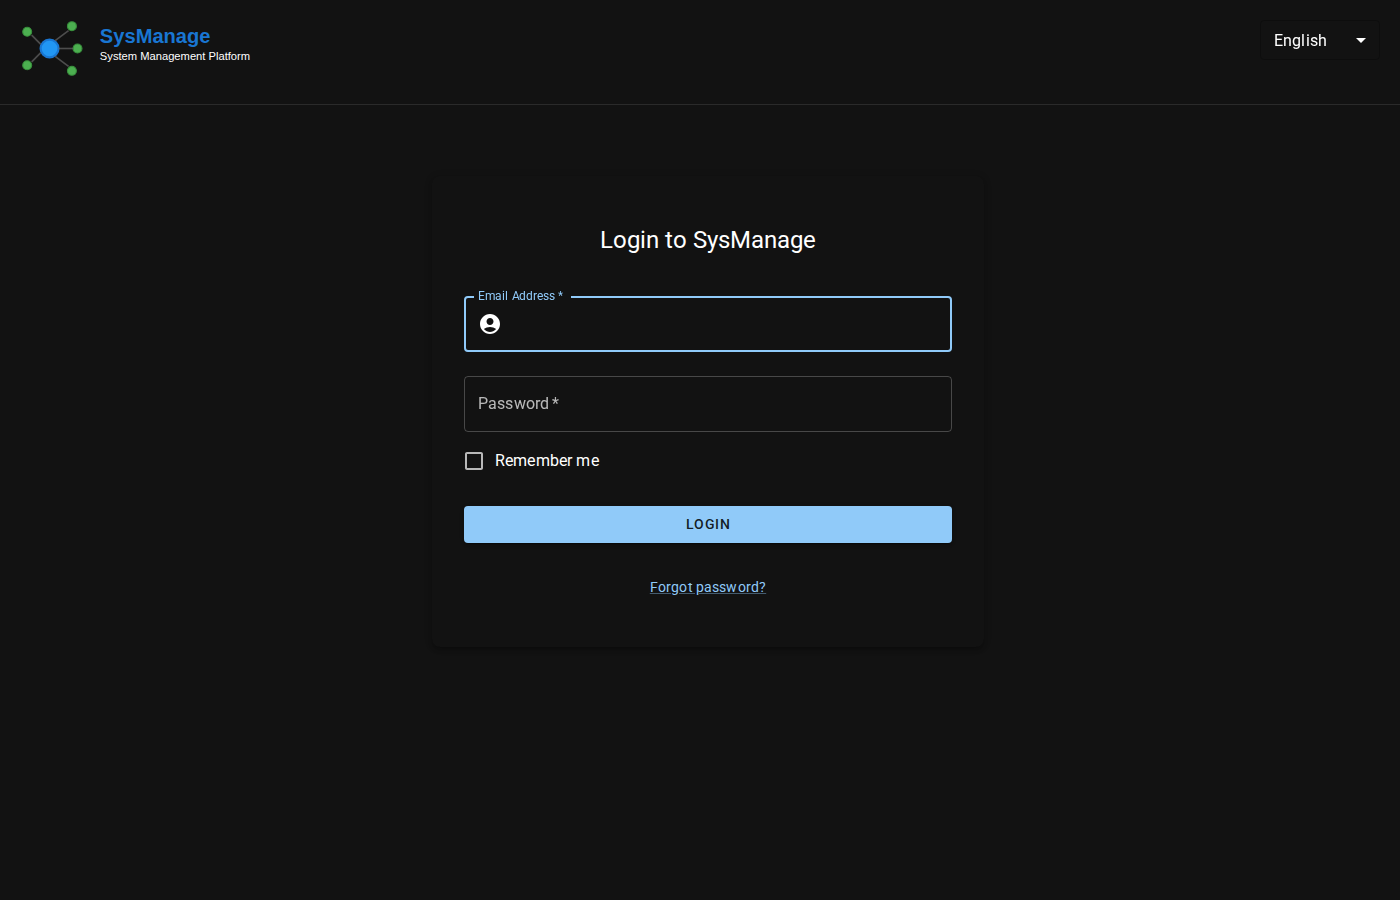 SysManage
System Management Platform
English
Login to SysManage
Email Address *
Password *
Remember me
LOGIN
Forgot password?